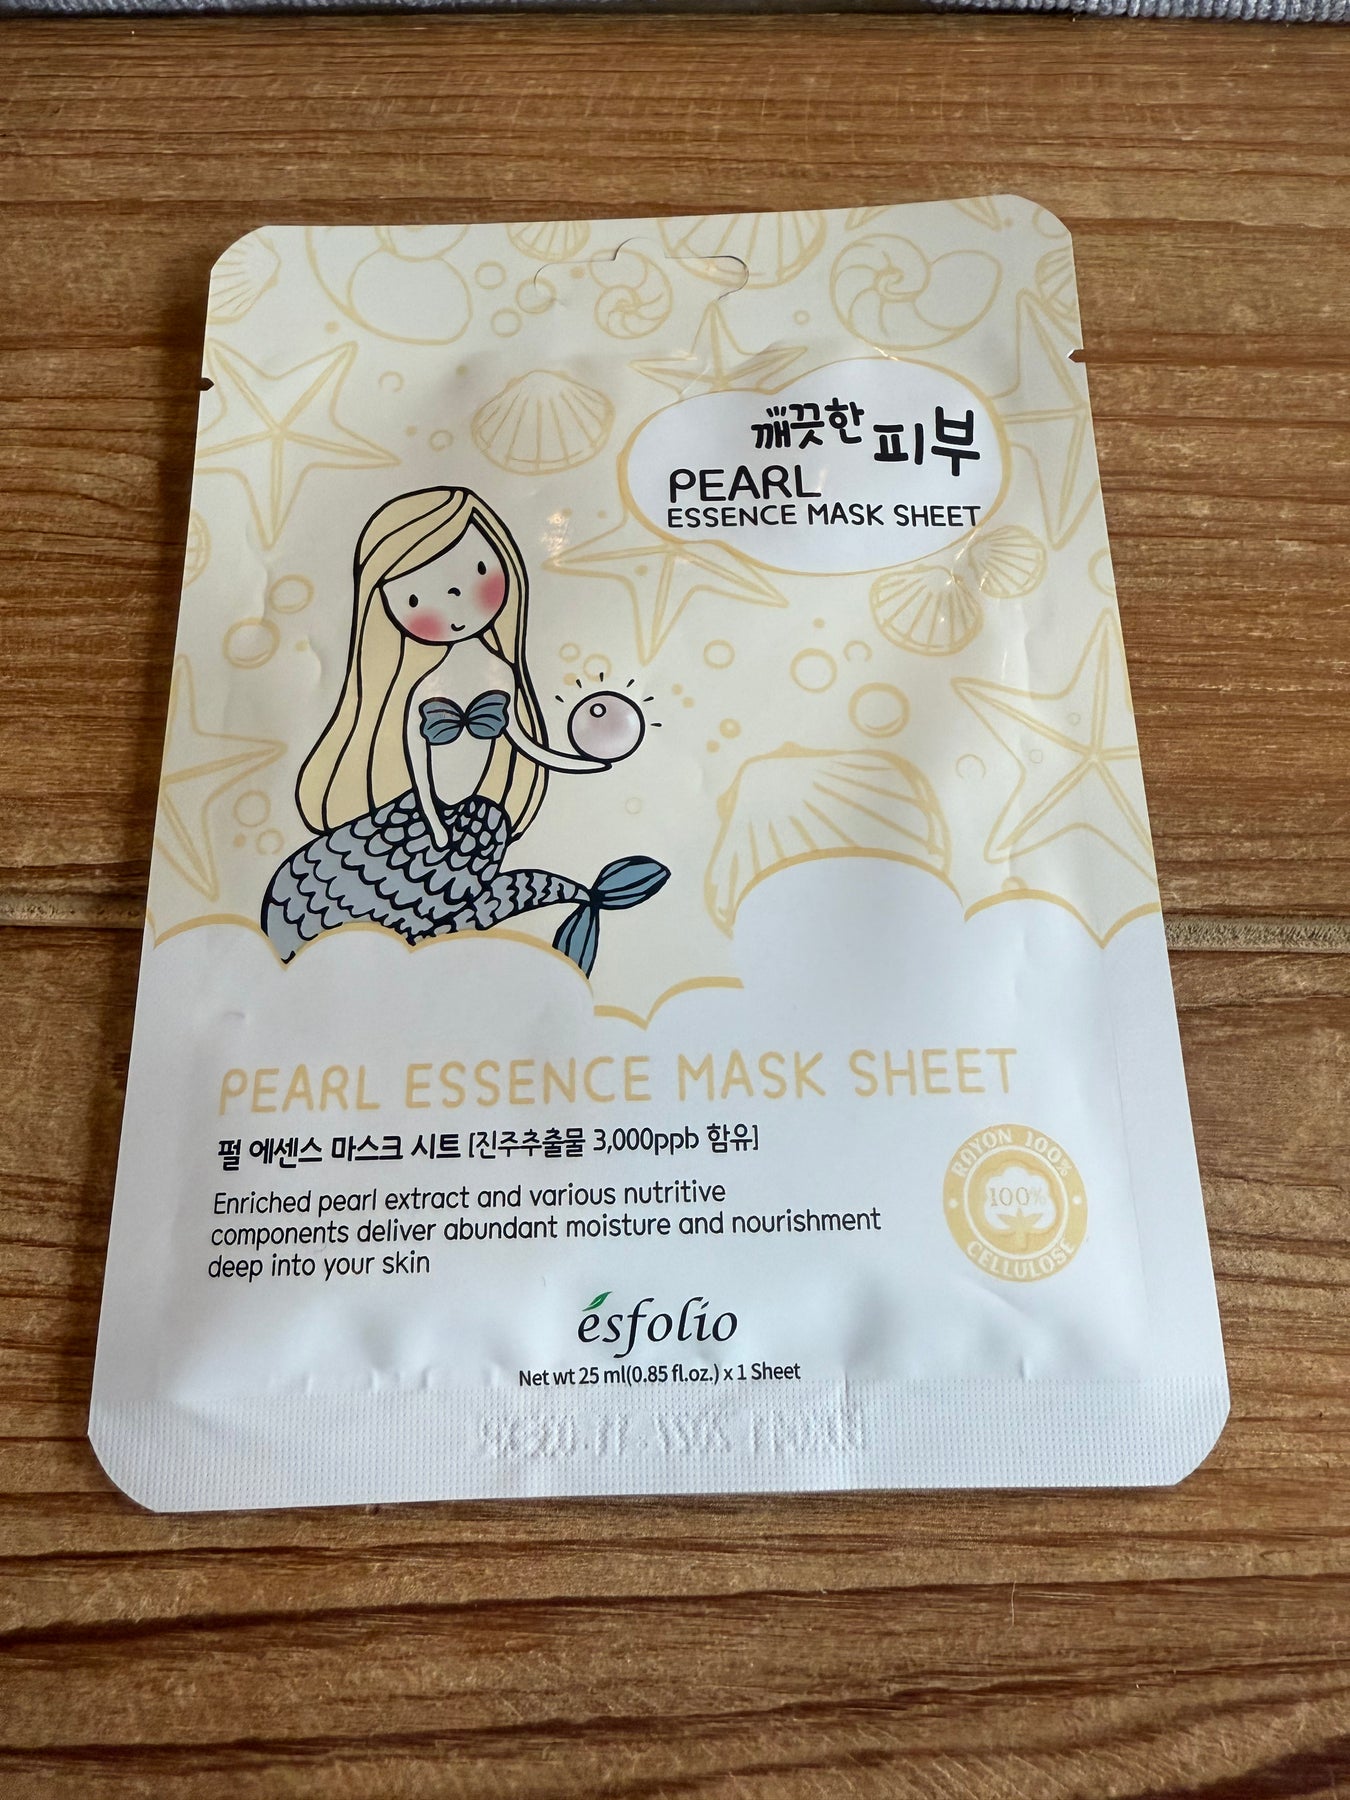 깨끗한 피부
PEARL
ESSENCE MASK SHEET
PEARL ESSENCE MASK SHEET
펄 에센스 마스크 시트 [진주추출물 3,000ppb 함유]
Enriched pearl extract and various nutritive
components deliver abundant moisture and nourishment
deep into your skin
RAYON 100%
100%
CELLULOSE
ésfolio
Net wt 25 ml(0.85 fl.oz.) x 1 Sheet